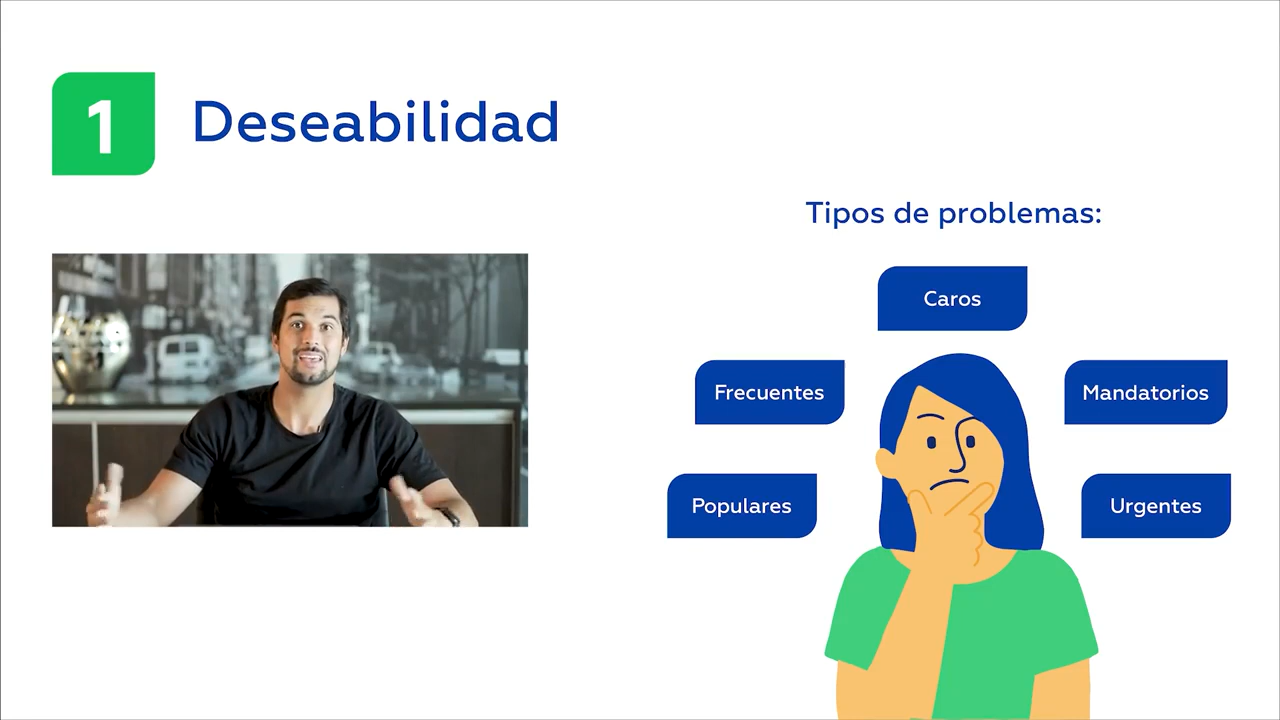 1
Deseabilidad
Tipos de problemas:
Caros
Frecuentes
Mandatorios
Populares
Urgentes